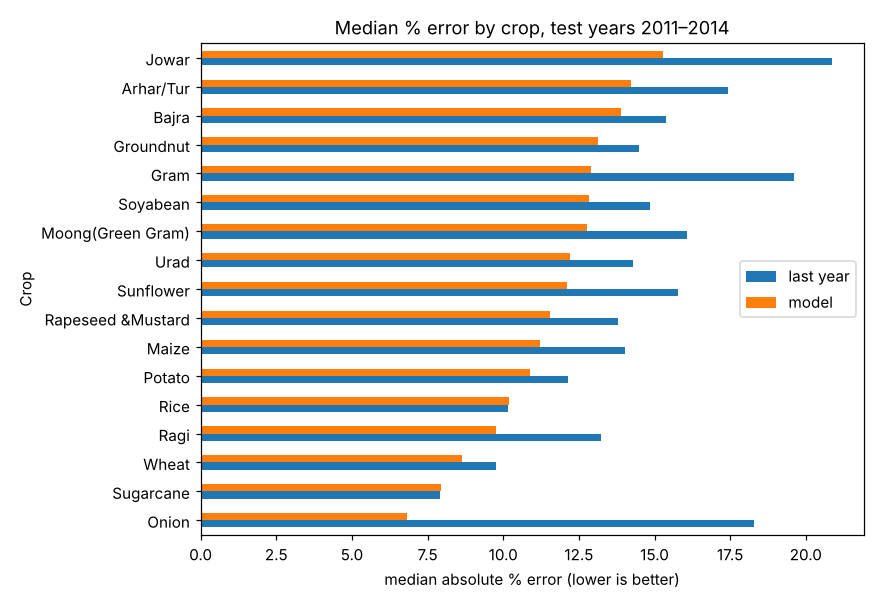 Median % error by crop, test years 2011–2014
Crop
Jowar
Arhar/Tur
Bajra
Groundnut
Gram
Soyabean
Moong(Green Gram)
Urad
Sunflower
Rapeseed &Mustard
Maize
Potato
Rice
Ragi
Wheat
Sugarcane
Onion
last year
model
0.0 2.5 5.0 7.5 10.0 12.5 15.0 17.5 20.0
median absolute % error (lower is better)